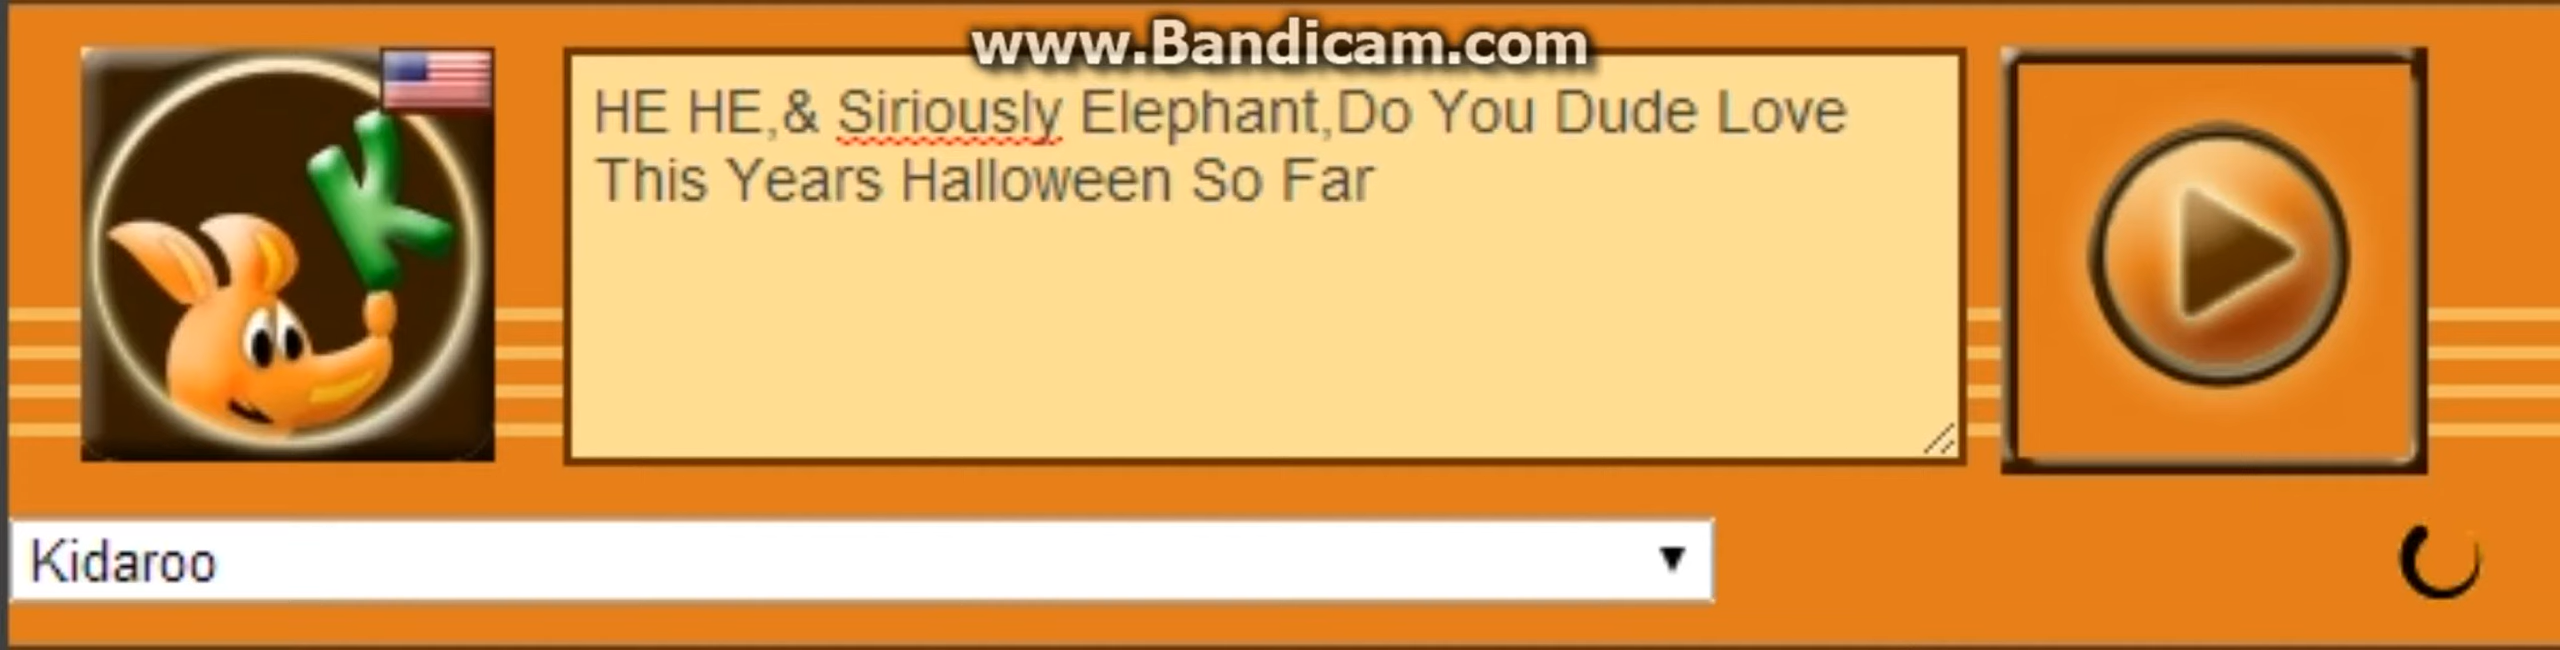 www.Bandicam.com
K
HE HE,& Siriously Elephant,Do You Dude Love
This Years Halloween So Far
Kidaroo